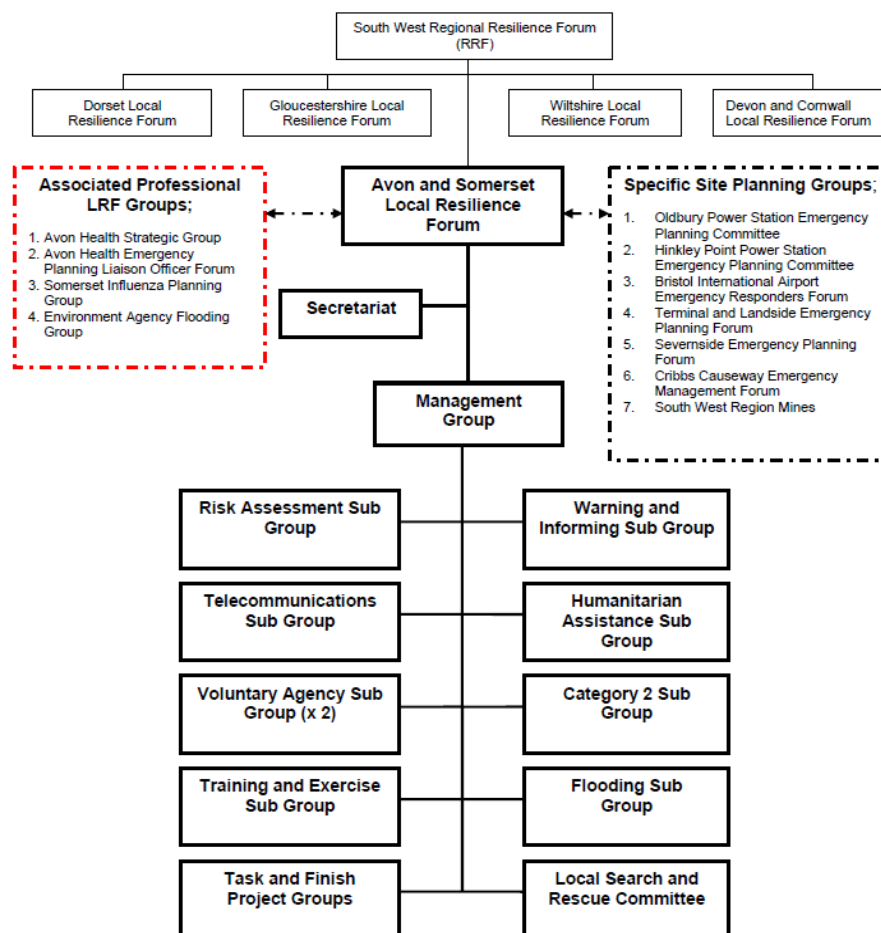 South West Regional Resilience Forum
(RRF)
Dorset Local
Resilience Forum
Gloucestershire Local
Resilience Forum
Wiltshire Local
Resilience Forum
Devon and Cornwall
Local Resilience Forum
Associated Professional
LRF Groups;
1. Avon Health Strategic Group
2. Avon Health Emergency
Planning Liaison Officer Forum
3. Somerset Influenza Planning
Group
4. Environment Agency Flooding
Group
Avon and Somerset
Local Resilience
Forum
Specific Site Planning Groups;
1. Oldbury Power Station Emergency
Planning Committee
2. Hinkley Point Power Station
Emergency Planning Committee
3. Bristol International Airport
Emergency Responders Forum
4. Terminal and Landside Emergency
Planning Forum
5. Severnside Emergency Planning
Forum
6. Cribbs Causeway Emergency
Management Forum
7. South West Region Mines
Secretariat
Management
Group
Risk Assessment Sub
Group
Warning and
Informing Sub Group
Telecommunications
Sub Group
Humanitarian
Assistance Sub
Group
Voluntary Agency Sub
Group (x 2)
Category 2 Sub
Group
Training and Exercise
Sub Group
Flooding Sub
Group
Task and Finish
Project Groups
Local Search and
Rescue Committee